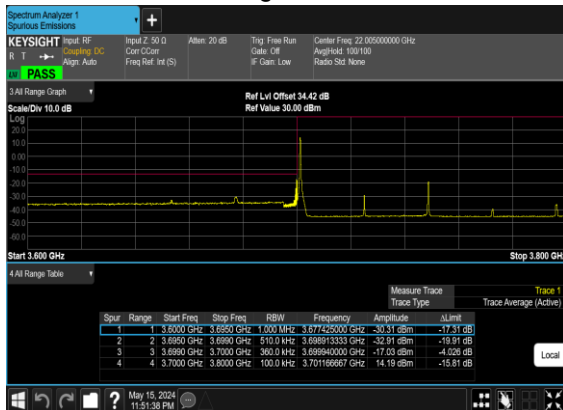 Spectrum Analyzer 1
Spurious Emissions
+
KEYSIGHT Input: RF Input Z: 50 Ω Atten: 20 dB Trig: Free Run Center Freq: 22.005000000 GHz
R T Coupling: DC Corr CCorr Gate: Off Avg|Hold: 100/100
Align: Auto Freq Ref: Int (S) IF Gain: Low Radio Std: None
PASS
3 All Range Graph
Ref Lvl Offset 34.42 dB
Scale/Div 10.0 dB Ref Value 30.00 dBm
Log
20.0
10.0
0.00
-10.0
-20.0
-30.0
-40.0
-50.0
-60.0
Start 3.600 GHz Stop 3.800 GHz
4 All Range Table
Measure Trace Trace 1
Trace Type Trace Average (Active)
Spur Range Start Freq Stop Freq RBW Frequency Amplitude ΔLimit
1 1 3.6000 GHz 3.6950 GHz 1.000 MHz 3.677425000 GHz -30.31 dBm -17.31 dB
2 2 3.6950 GHz 3.6990 GHz 510.0 kHz 3.698913333 GHz -32.91 dBm -19.91 dB
3 3 3.6990 GHz 3.7000 GHz 360.0 kHz 3.699940000 GHz -17.03 dBm -4.026 dB
4 4 3.7000 GHz 3.8000 GHz 100.0 kHz 3.701166667 GHz 14.19 dBm -15.81 dB
Local
? May 15, 2024
11:51:38 PM